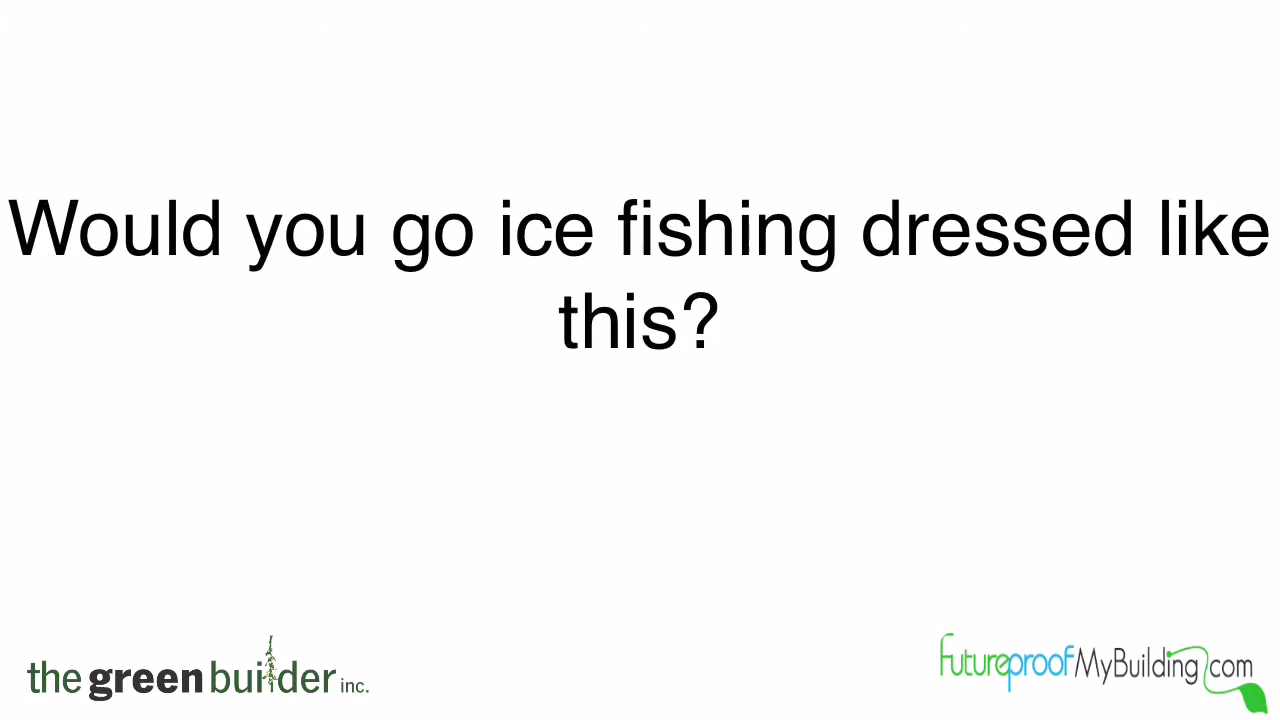 Would you go ice fishing dressed like
this?
the green builder inc.
futureproofMyBuilding.com